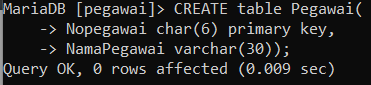 MariaDB [pegawai]> CREATE table Pegawai(
    -> Nopegawai char(6) primary key,
    -> NamaPegawai varchar(30));
Query OK, 0 rows affected (0.009 sec)